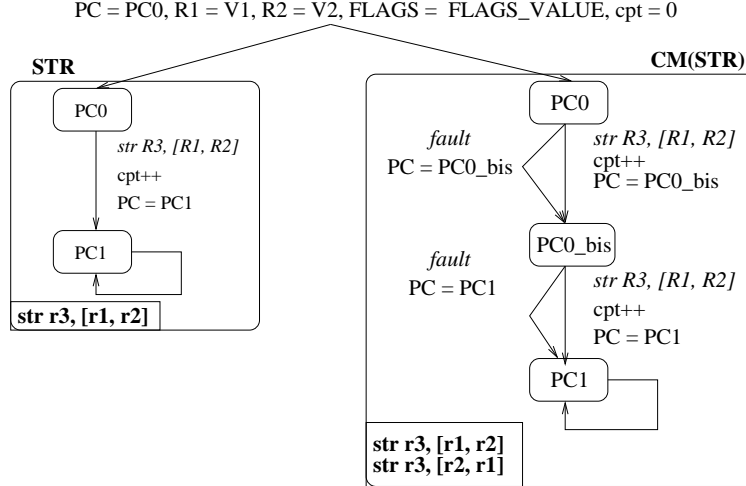 PC = PC0, R1 = V1, R2 = V2, FLAGS = FLAGS_VALUE, cpt = 0
STR
PC0
str R3, [R1, R2]
cpt++
PC = PC1
PC1
str r3, [r1, r2]
CM(STR)
PC0
fault
PC = PC0_bis
str R3, [R1, R2]
cpt++
PC = PC0_bis
PC0_bis
fault
PC = PC1
str R3, [R1, R2]
cpt++
PC = PC1
PC1
str r3, [r1, r2]
str r3, [r2, r1]